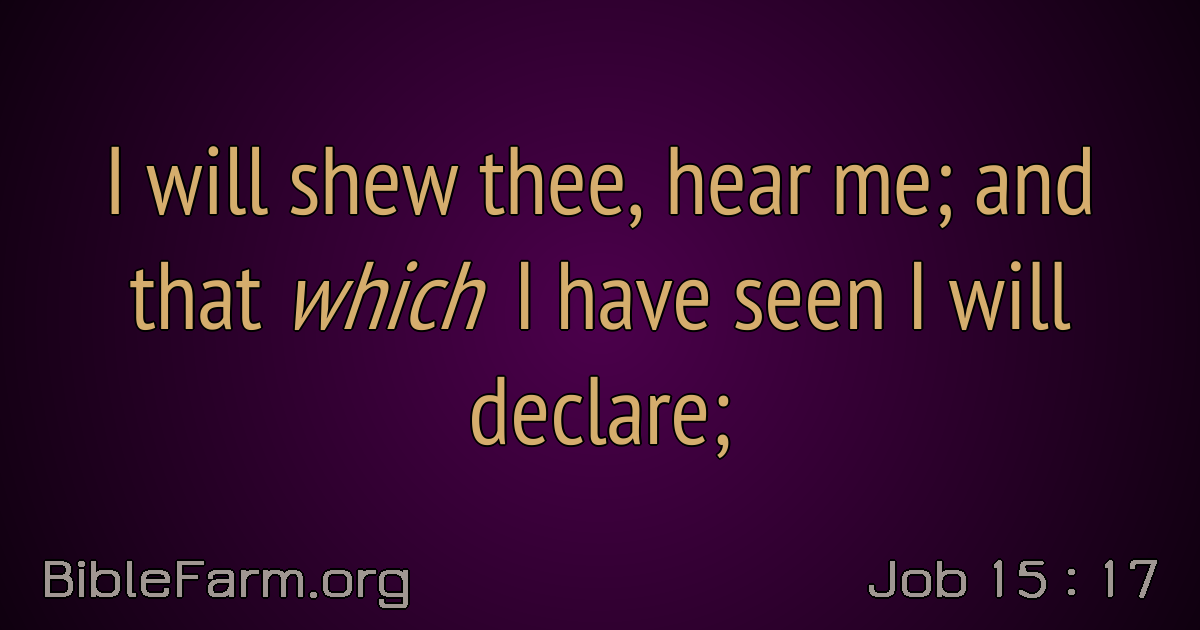 I will shew thee, hear me; and
that which I have seen I will
declare;
BibleFarm.org
Job 15 : 17